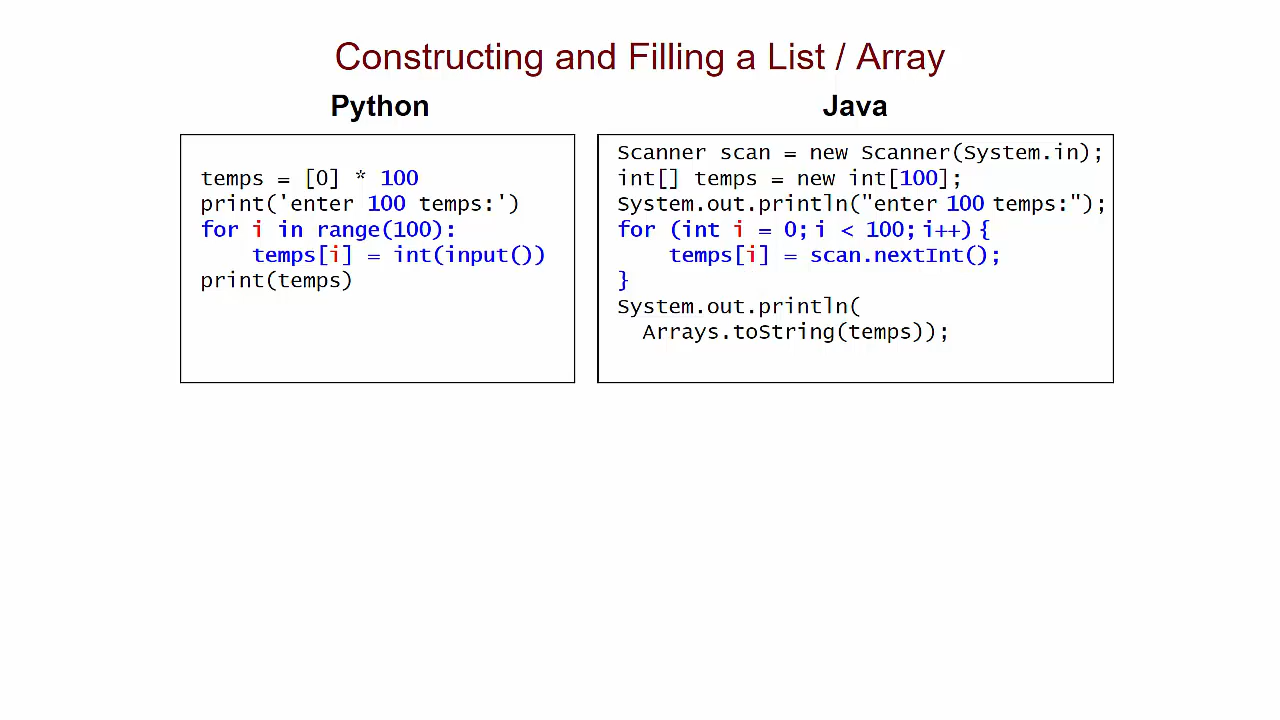 Constructing and Filling a List / Array
Python
temps = [0] * 100
print('enter 100 temps:')
for i in range(100):
    temps[i] = int(input())
print(temps)
Java
Scanner scan = new Scanner(System.in);
int[] temps = new int[100];
System.out.println("enter 100 temps:");
for (int i = 0; i < 100; i++) {
    temps[i] = scan.nextInt();
}
System.out.println(
  Arrays.toString(temps));